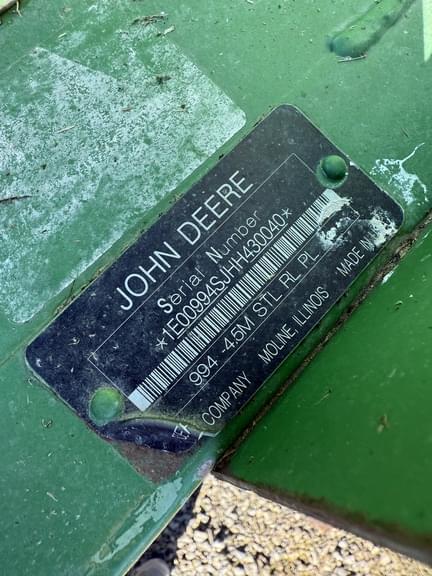 JOHN DEERE
Serial Number
*1E00994SJHH430040*
994 -4.5M STL RL PL
COMPANY MOLINE, ILLINOIS MADE IN